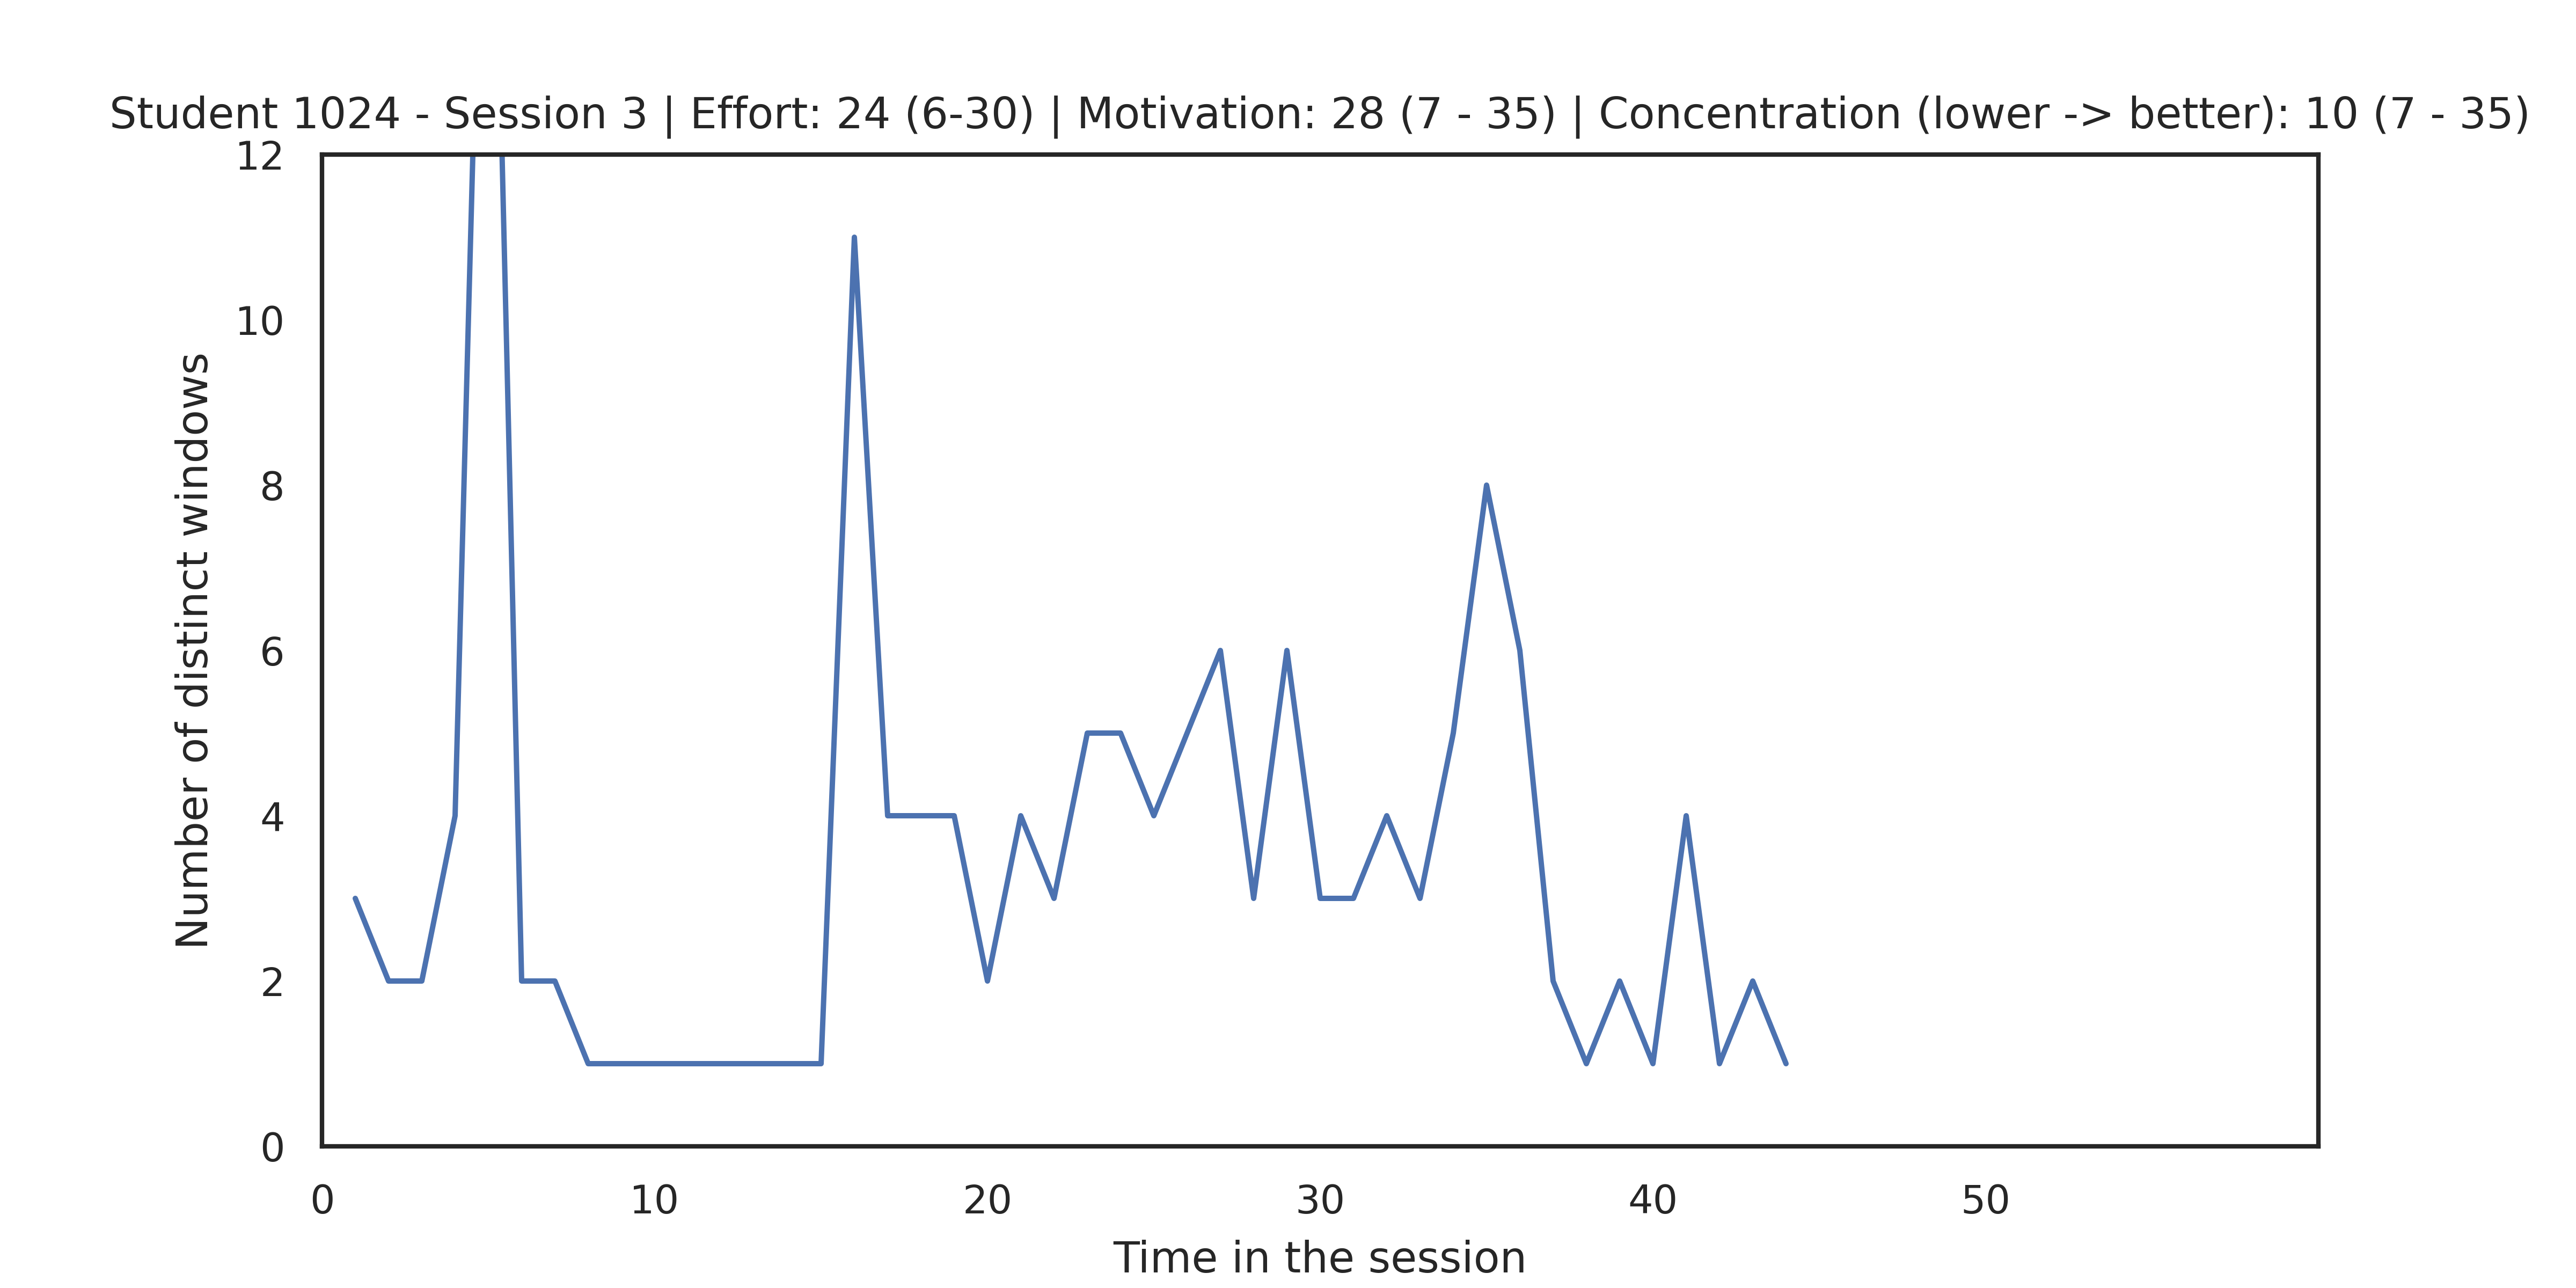 Student 1024 - Session 3 | Effort: 24 (6-30) | Motivation: 28 (7 - 35) | Concentration (lower -> better): 10 (7 - 35)
12
10
8
6
4
2
0
Number of distinct windows
0 10 20 30 40 50
Time in the session